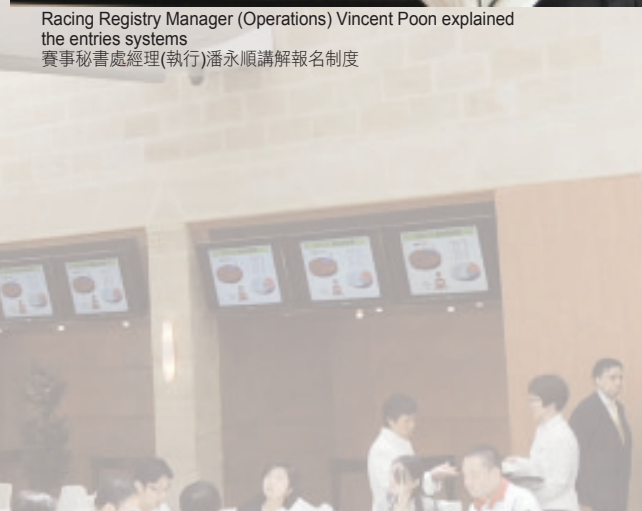 Racing Registry Manager (Operations) Vincent Poon explained
the entries systems
賽事秘書處經理(執行)潘永順講解報名制度